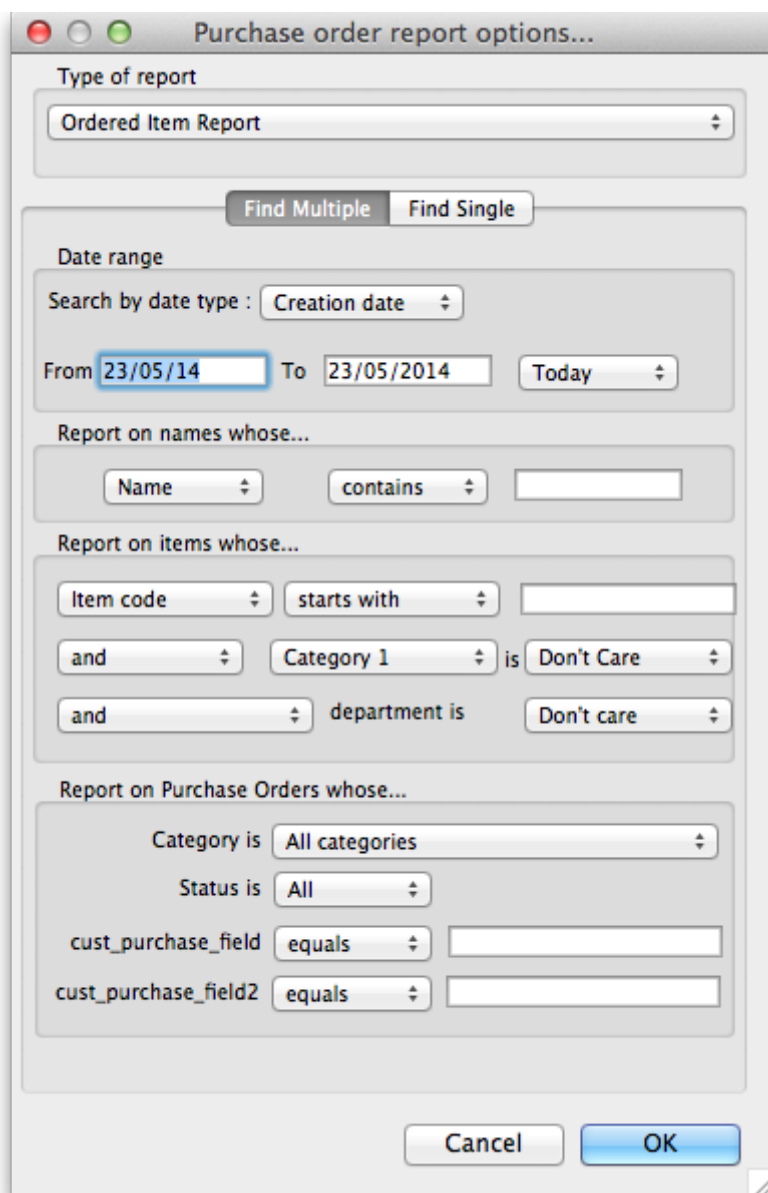 Purchase order report options...
Type of report
Ordered Item Report
Find Multiple Find Single
Date range
Search by date type : Creation date
From 23/05/14 To 23/05/2014 Today
Report on names whose...
Name contains
Report on items whose...
Item code starts with
and Category 1 is Don't Care
and department is Don't care
Report on Purchase Orders whose...
Category is All categories
Status is All
cust_purchase_field equals
cust_purchase_field2 equals
Cancel OK